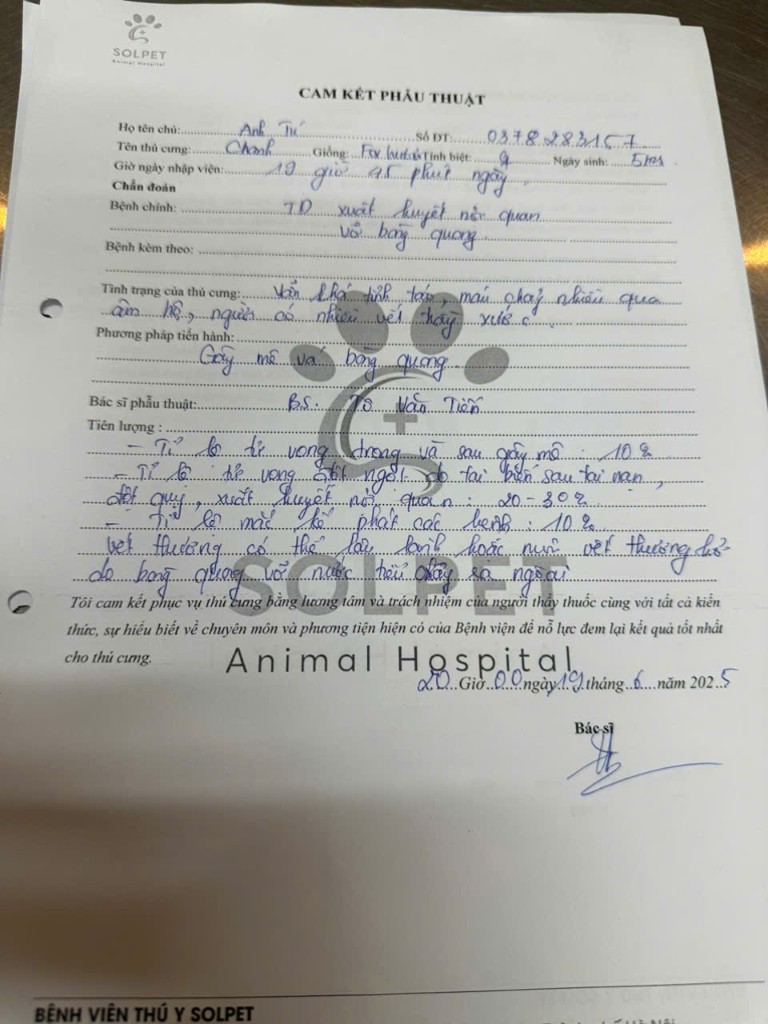 SOLPET
Animal Hospital
CAM KẾT PHẪU THUẬT
Họ tên chủ: Anh Tú Số ĐT: 0378283157
Tên thú cưng: Chanh Giống: Tính biệt: Ngày sinh:
Giờ ngày nhập viện: 19 giờ 45 phút ngày
Chẩn đoán
Bệnh chính: TD xuất huyết nội quan
vỡ bàng quang
Bệnh kèm theo:
Tình trạng của thú cưng: Vẫn khá tỉnh táo, máu chảy nhiều qua
âm hộ, người có nhiều vết trầy xước
Phương pháp tiến hành:
Gây mê vá bàng quang
Bác sĩ phẫu thuật: BS. Tô Văn Tiến
Tiên lượng :
- Tỉ lệ tử vong trong và sau gây mê : 10%
- Tỉ lệ tử vong đột ngột do tai biến sau tai nạn,
đột quỵ, xuất huyết nội quan : 20-30%
- Tỉ lệ mắc kế phát các bệnh : 10%
vết thương có thể lâu lành hoặc nứt vết thương hở
do bàng quang vỡ nước tiểu chảy ra ngoài
Tôi cam kết phục vụ thú cưng bằng lương tâm và trách nhiệm của người thầy thuốc cùng với tất cả kiến
thức, sự hiểu biết về chuyên môn và phương tiện hiện có của Bệnh viện để nỗ lực đem lại kết quả tốt nhất
cho thú cưng.
SOLPET
Animal Hospital
20 Giờ 00 ngày 19 tháng 6 năm 2025
Bác sĩ
BỆNH VIỆN THÚ Y SOLPET